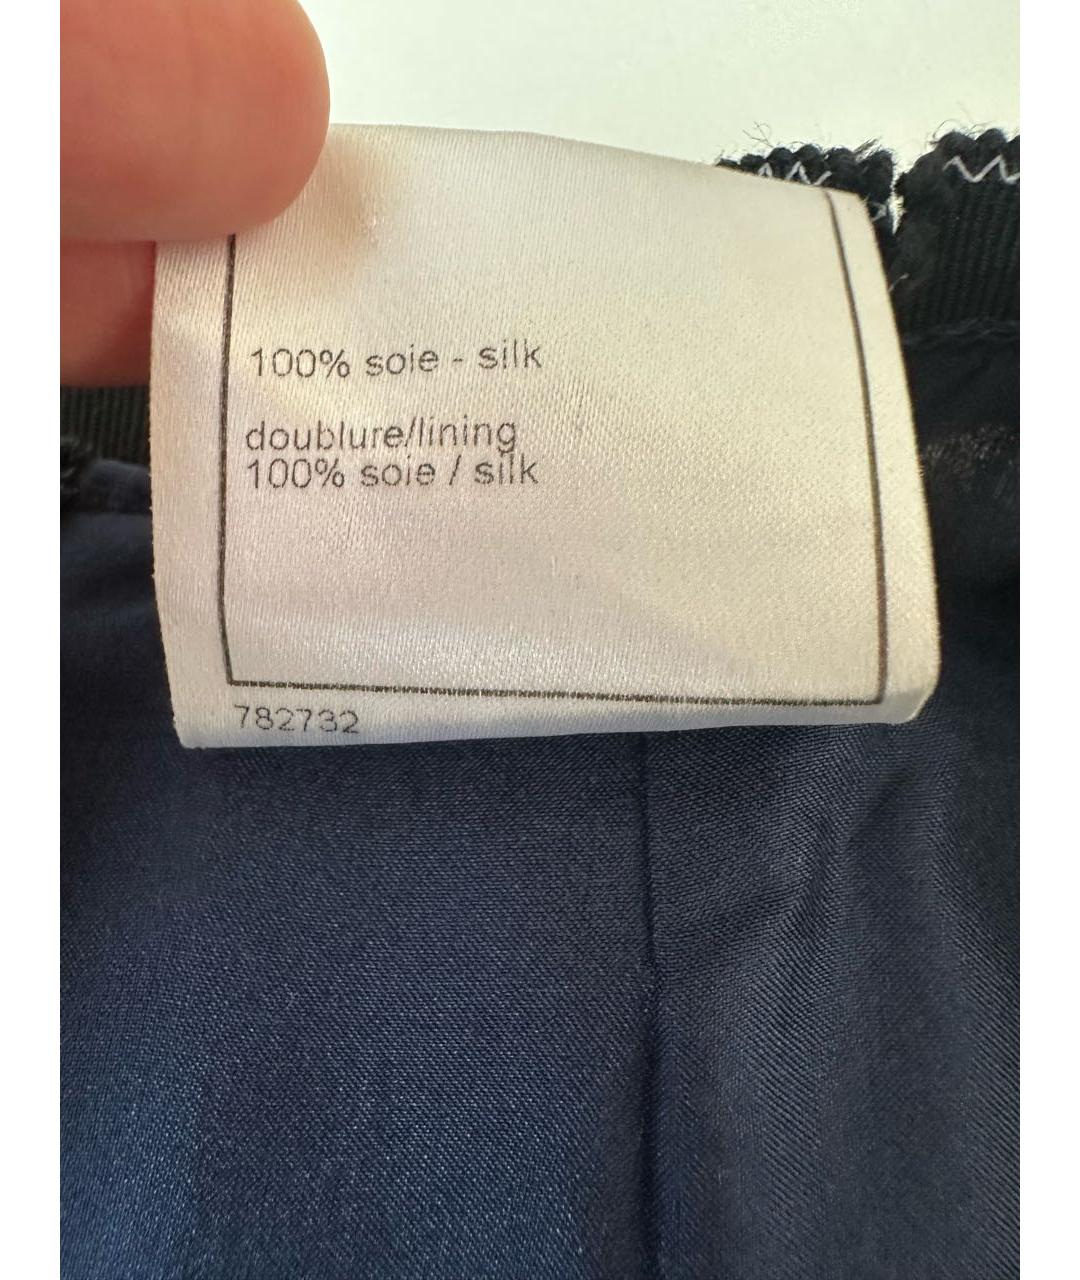 100% soie - silk
doublure/lining
100% soie / silk
782732